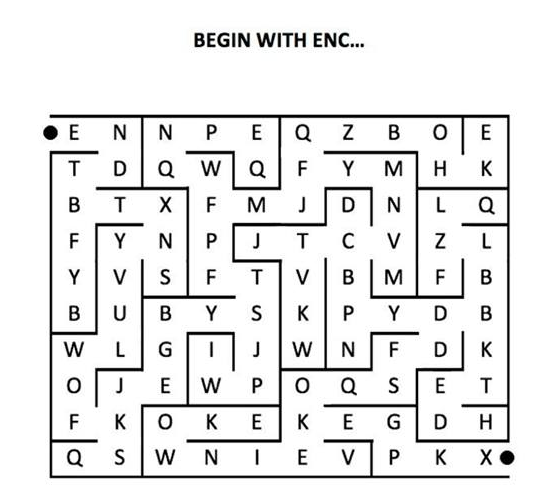 BEGIN WITH ENC...
E N N P E Q Z B O E
T D Q W Q F Y M H K
B T X F M J D N L Q
F Y N P J T C V Z L
Y V S F T V B M F B
B U B Y S K P Y D B
W L G I J W N F D K
O J E W P O Q S E T
F K O K E K E G D H
Q S W N I E V P K X